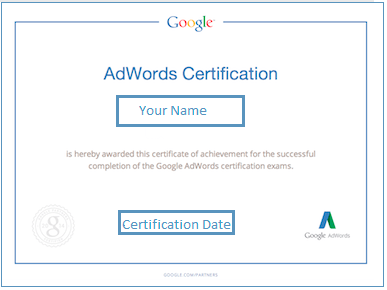 Google
AdWords Certification
Your Name
is hereby awarded this certificate of achievement for the successful
completion of the Google AdWords certification exams.
Certification Date
Google AdWords
GOOGLE.COM/PARTNERS